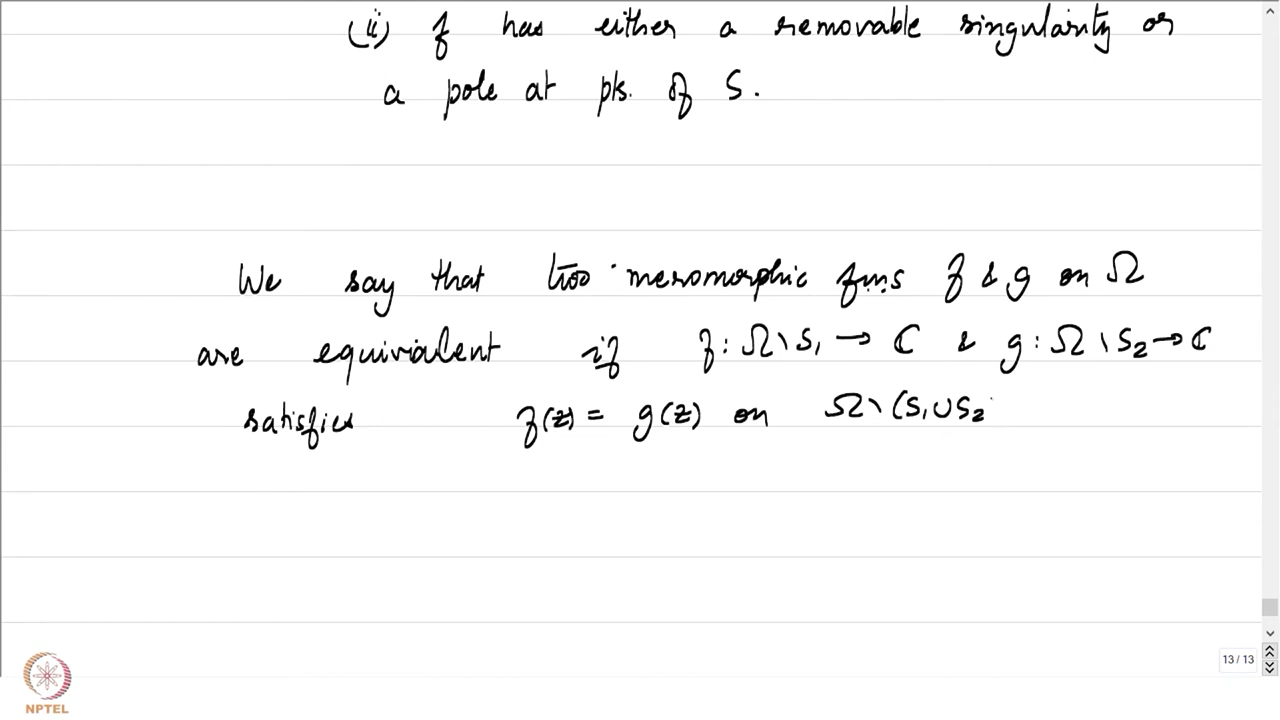 (ii) f has either a removable singularity or
a pole at pts. of S.
We say that two meromorphic fns f & g on Ω
are equivalent if f : Ω \ S₁ → ℂ & g : Ω \ S₂ → ℂ
satisfies f(z) = g(z) on Ω \ (S₁ ∪ S₂
13 / 13
NPTEL